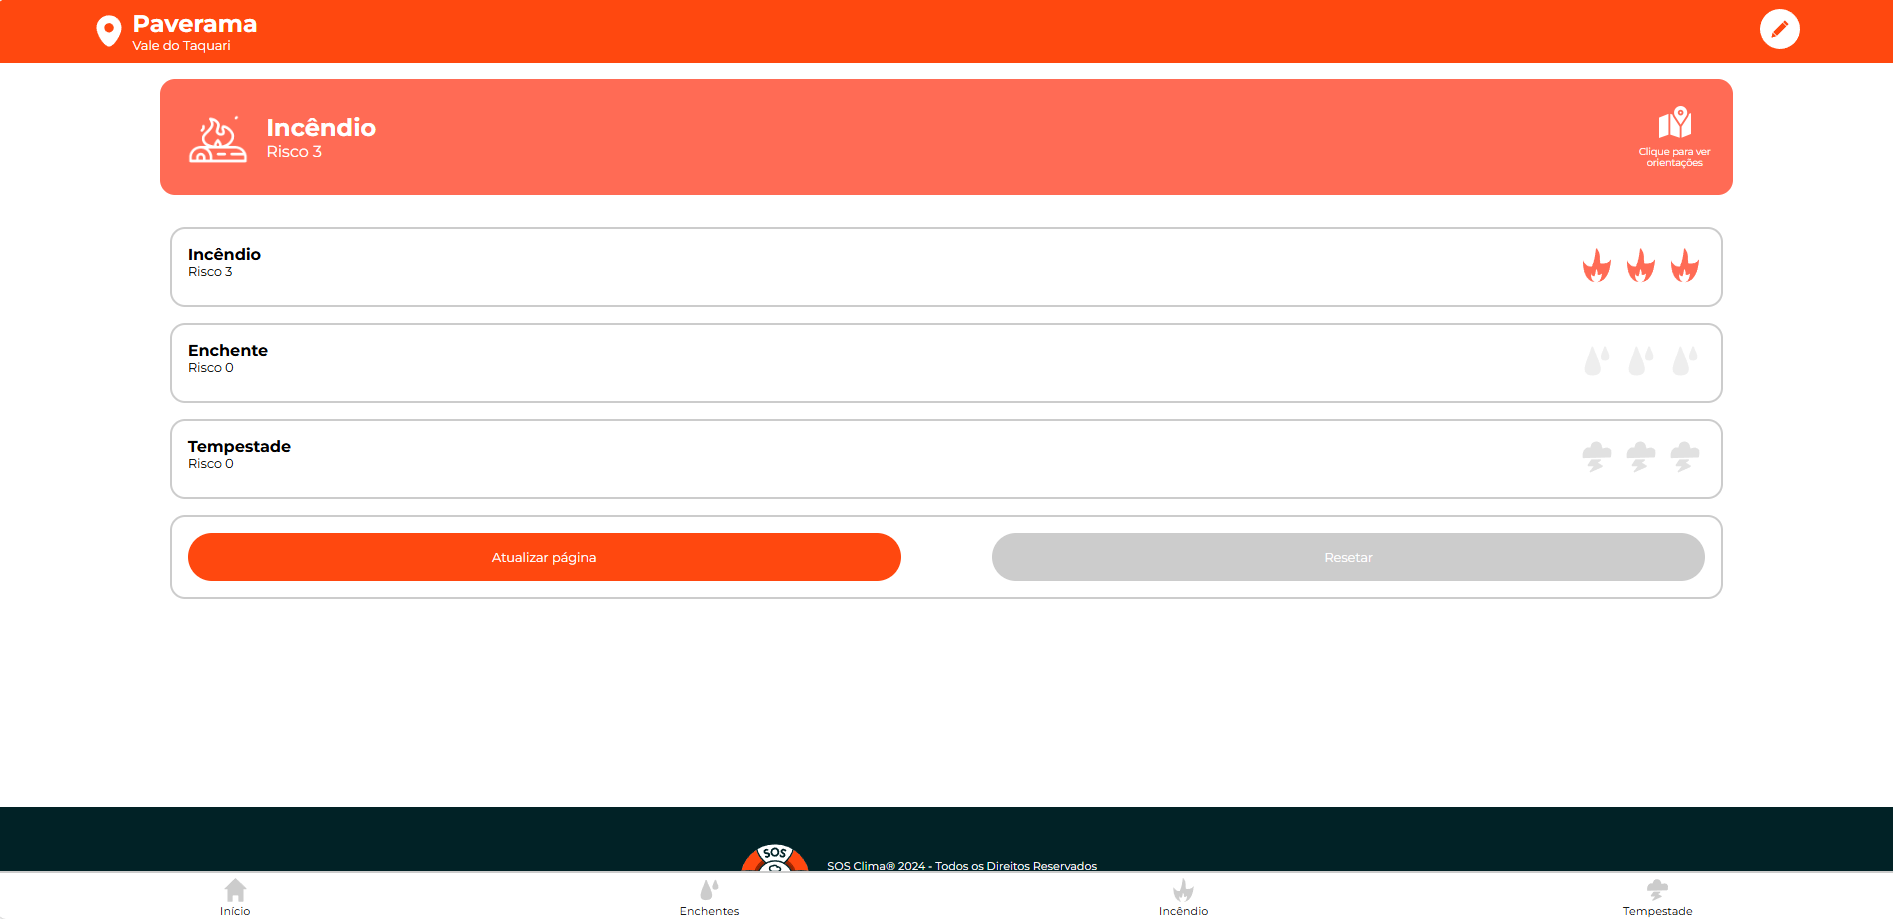 Paverama
Vale do Taquari
Incêndio
Risco 3
Clique para ver
orientações
Incêndio
Risco 3
Enchente
Risco 0
Tempestade
Risco 0
Atualizar página
Resetar
SOS
SOS Clima® 2024 - Todos os Direitos Reservados
Início
Enchentes
Incêndio
Tempestade